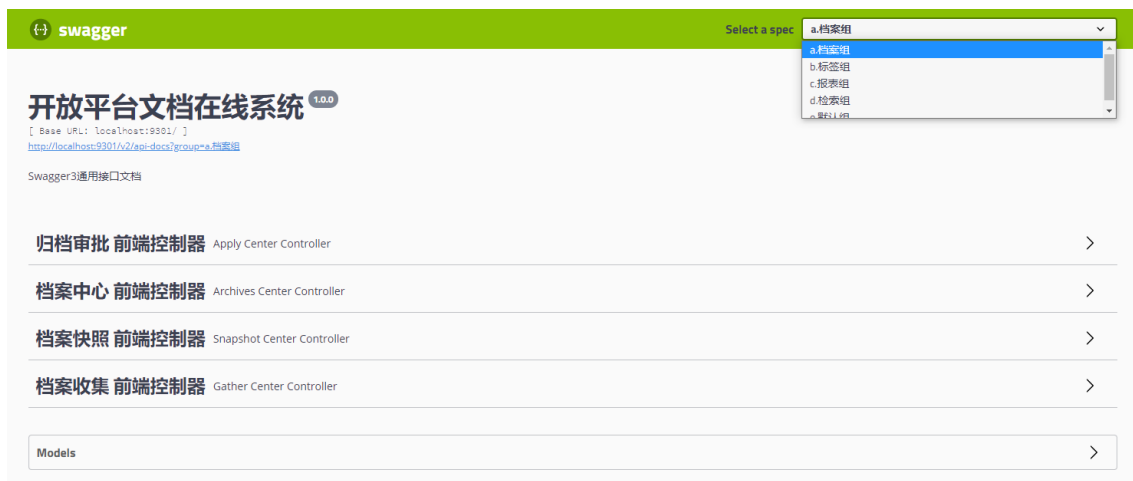 swagger
Select a spec
a.档案组
a.档案组
b.标签组
c.报表组
d.检索组
e.默认组
开放平台文档在线系统 1.0.0
[ Base URL: localhost:9301/ ]
http://localhost:9301/v2/api-docs?group=a.档案组
Swagger3通用接口文档
归档审批 前端控制器 Apply Center Controller
档案中心 前端控制器 Archives Center Controller
档案快照 前端控制器 Snapshot Center Controller
档案收集 前端控制器 Gather Center Controller
Models